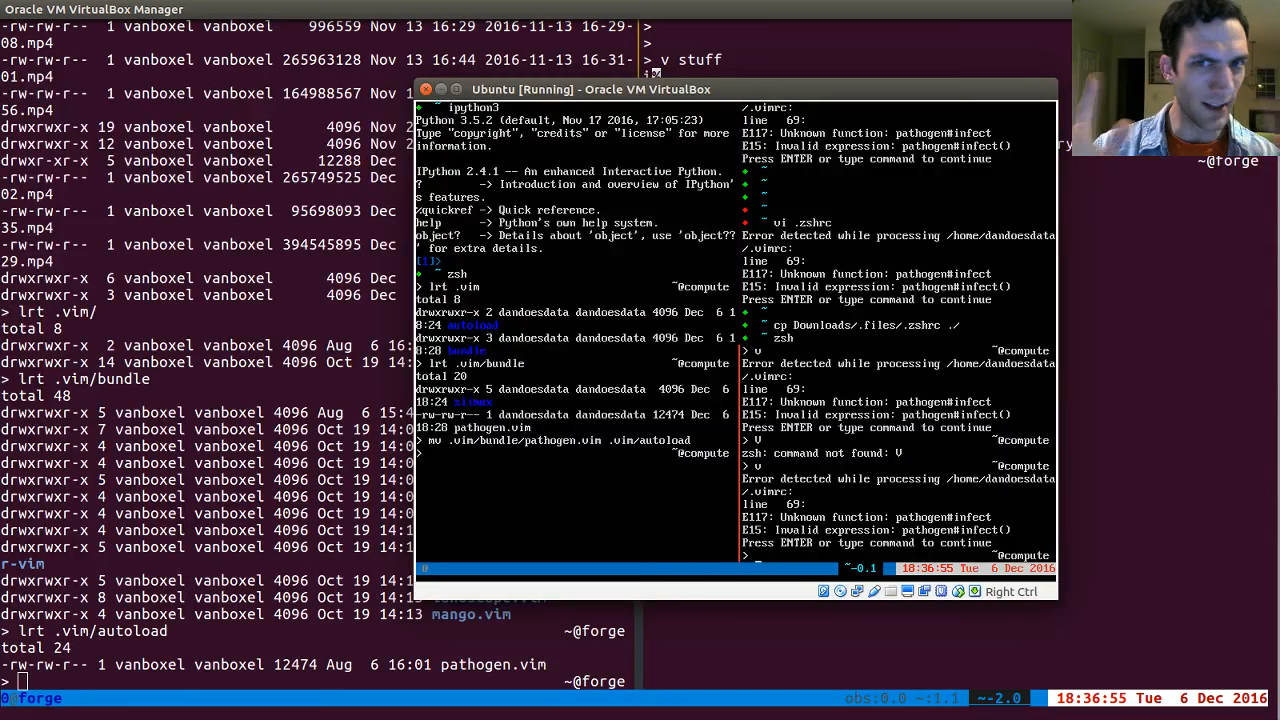 Oracle VM VirtualBox Manager
-rw-rw-r-- 1 vanboxel vanboxel 996559 Nov 13 16:29 2016-11-13 16-29-
08.mp4
-rw-rw-r-- 1 vanboxel vanboxel 265963128 Nov 13 16:44 2016-11-13 16-31-
01.mp4
-rw-rw-r-- 1 vanboxel vanboxel 164988567 Nov 1
56.mp4
drwxrwxr-x 19 vanboxel vanboxel 4096 Nov 2
drwxrwxr-x 12 vanboxel vanboxel 4096 Nov 2
drwxr-xr-x 5 vanboxel vanboxel 12288 Dec
-rw-rw-r-- 1 vanboxel vanboxel 265749525 Dec
02.mp4
-rw-rw-r-- 1 vanboxel vanboxel 95698093 Dec
35.mp4
-rw-rw-r-- 1 vanboxel vanboxel 394545895 Dec
29.mp4
drwxrwxr-x 6 vanboxel vanboxel 4096 Dec
drwxrwxr-x 3 vanboxel vanboxel 4096 Dec
> lrt .vim/
total 8
drwxrwxr-x 2 vanboxel vanboxel 4096 Aug 6 16:
drwxrwxr-x 14 vanboxel vanboxel 4096 Oct 19 14:
> lrt .vim/bundle
total 48
drwxrwxr-x 5 vanboxel vanboxel 4096 Aug 6 15:4
drwxrwxr-x 7 vanboxel vanboxel 4096 Oct 19 14:0
drwxrwxr-x 5 vanboxel vanboxel 4096 Oct 19 14:0
drwxrwxr-x 5 vanboxel vanboxel 4096 Oct 19 14:0
drwxrwxr-x 4 vanboxel vanboxel 4096 Oct 19 14:0
drwxrwxr-x 4 vanboxel vanboxel 4096 Oct 19 14:0
drwxrwxr-x 4 vanboxel vanboxel 4096 Oct 19 14:0
drwxrwxr-x 5 vanboxel vanboxel 4096 Oct 19 14:1
drwxrwxr-x 5 vanboxel vanboxel 4096 Oct 19 14:1
r-vim
drwxrwxr-x 5 vanboxel vanboxel 4096 Oct 19 14:1
drwxrwxr-x 8 vanboxel vanboxel 4096 Oct 19 14:13
drwxrwxr-x 4 vanboxel vanboxel 4096 Oct 19 14:13 mango.vim
> lrt .vim/autoload ~@forge
total 24
-rw-rw-r-- 1 vanboxel vanboxel 12474 Aug 6 16:01 pathogen.vim
> ~@forge
>
>
> v stuff
~@forge
Ubuntu [Running] - Oracle VM VirtualBox
~ ipython3
Python 3.5.2 (default, Nov 17 2016, 17:05:23)
Type "copyright", "credits" or "license" for more
information.
IPython 2.4.1 -- An enhanced Interactive Python.
? -> Introduction and overview of IPython'
s features.
%quickref -> Quick reference.
help -> Python's own help system.
object? -> Details about 'object', use 'object??
' for extra details.
[1]>
~ zsh
> lrt .vim ~@compute
total 8
drwxrwxr-x 2 dandoesdata dandoesdata 4096 Dec 6 1
8:24 autoload
drwxrwxr-x 3 dandoesdata dandoesdata 4096 Dec 6 1
8:28 bundle
> lrt .vim/bundle ~@compute
total 20
drwxrwxr-x 5 dandoesdata dandoesdata 4096 Dec 6
18:24
-rw-rw-r-- 1 dandoesdata dandoesdata 12474 Dec 6
18:28 pathogen.vim
> mv .vim/bundle/pathogen.vim .vim/autoload
> ~@compute
/.vimrc:
line 69:
E117: Unknown function: pathogen#infect
E15: Invalid expression: pathogen#infect()
Press ENTER or type command to continue
~
~
~
~
~ vi .zshrc
Error detected while processing /home/dandoesdata
/.vimrc:
line 69:
E117: Unknown function: pathogen#infect
E15: Invalid expression: pathogen#infect()
Press ENTER or type command to continue
~
~ cp Downloads/.files/.zshrc ./
~ zsh
> v ~@compute
Error detected while processing /home/dandoesdata
/.vimrc:
line 69:
E117: Unknown function: pathogen#infect
E15: Invalid expression: pathogen#infect()
Press ENTER or type command to continue
> V ~@compute
zsh: command not found: V
> v ~@compute
Error detected while processing /home/dandoesdata
/.vimrc:
line 69:
E117: Unknown function: pathogen#infect
E15: Invalid expression: pathogen#infect()
Press ENTER or type command to continue
> ~@compute
@ ~-0.1 18:36:55 Tue 6 Dec 2016
Right Ctrl
0@forge obs:0.0 ~:1.1 ~-2.0 18:36:55 Tue 6 Dec 2016